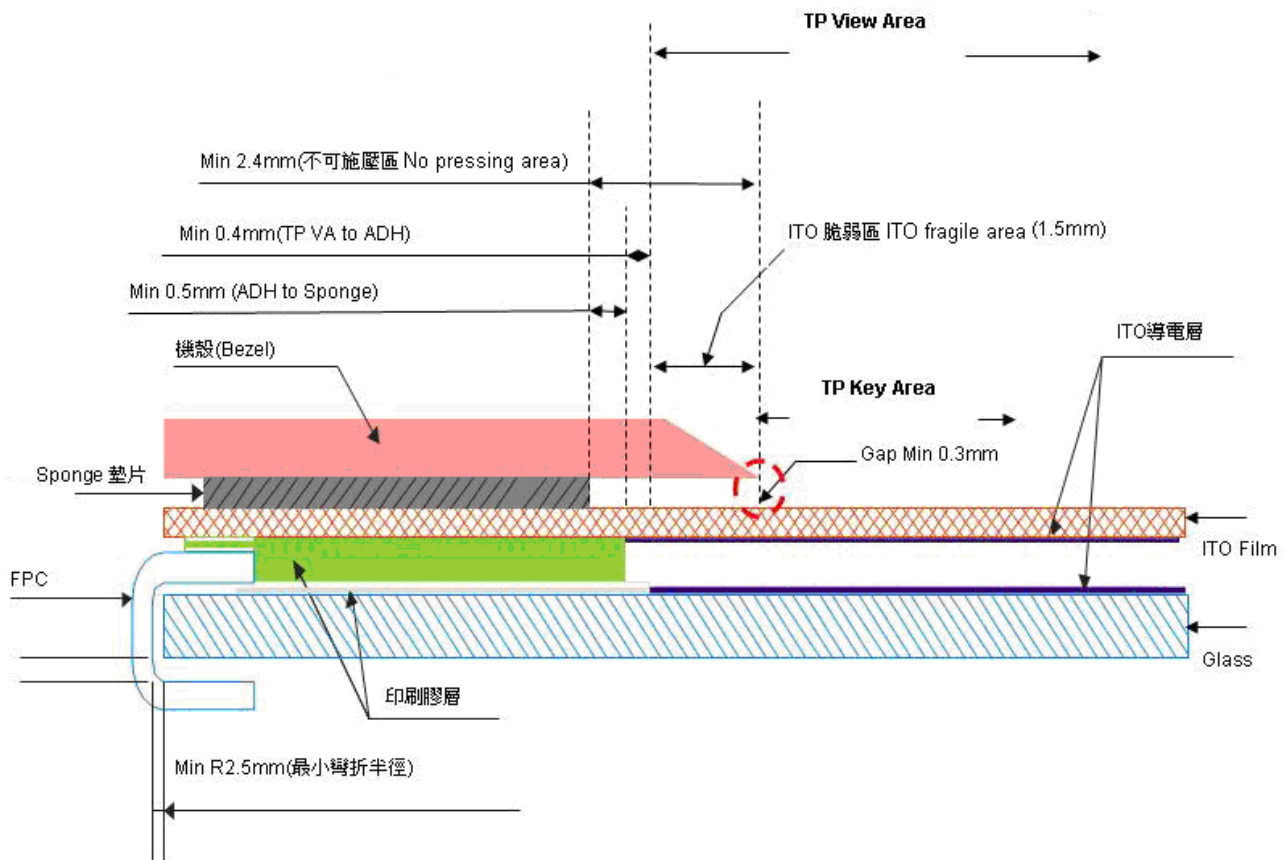 TP View Area
Min 2.4mm(不可施壓區 No pressing area)
Min 0.4mm(TP VA to ADH)
ITO 脆弱區 ITO fragile area (1.5mm)
Min 0.5mm (ADH to Sponge)
ITO導電層
機殼(Bezel)
TP Key Area
Gap Min 0.3mm
Sponge 墊片
ITO Film
FPC
Glass
印刷膠層
Min R2.5mm(最小彎折半徑)